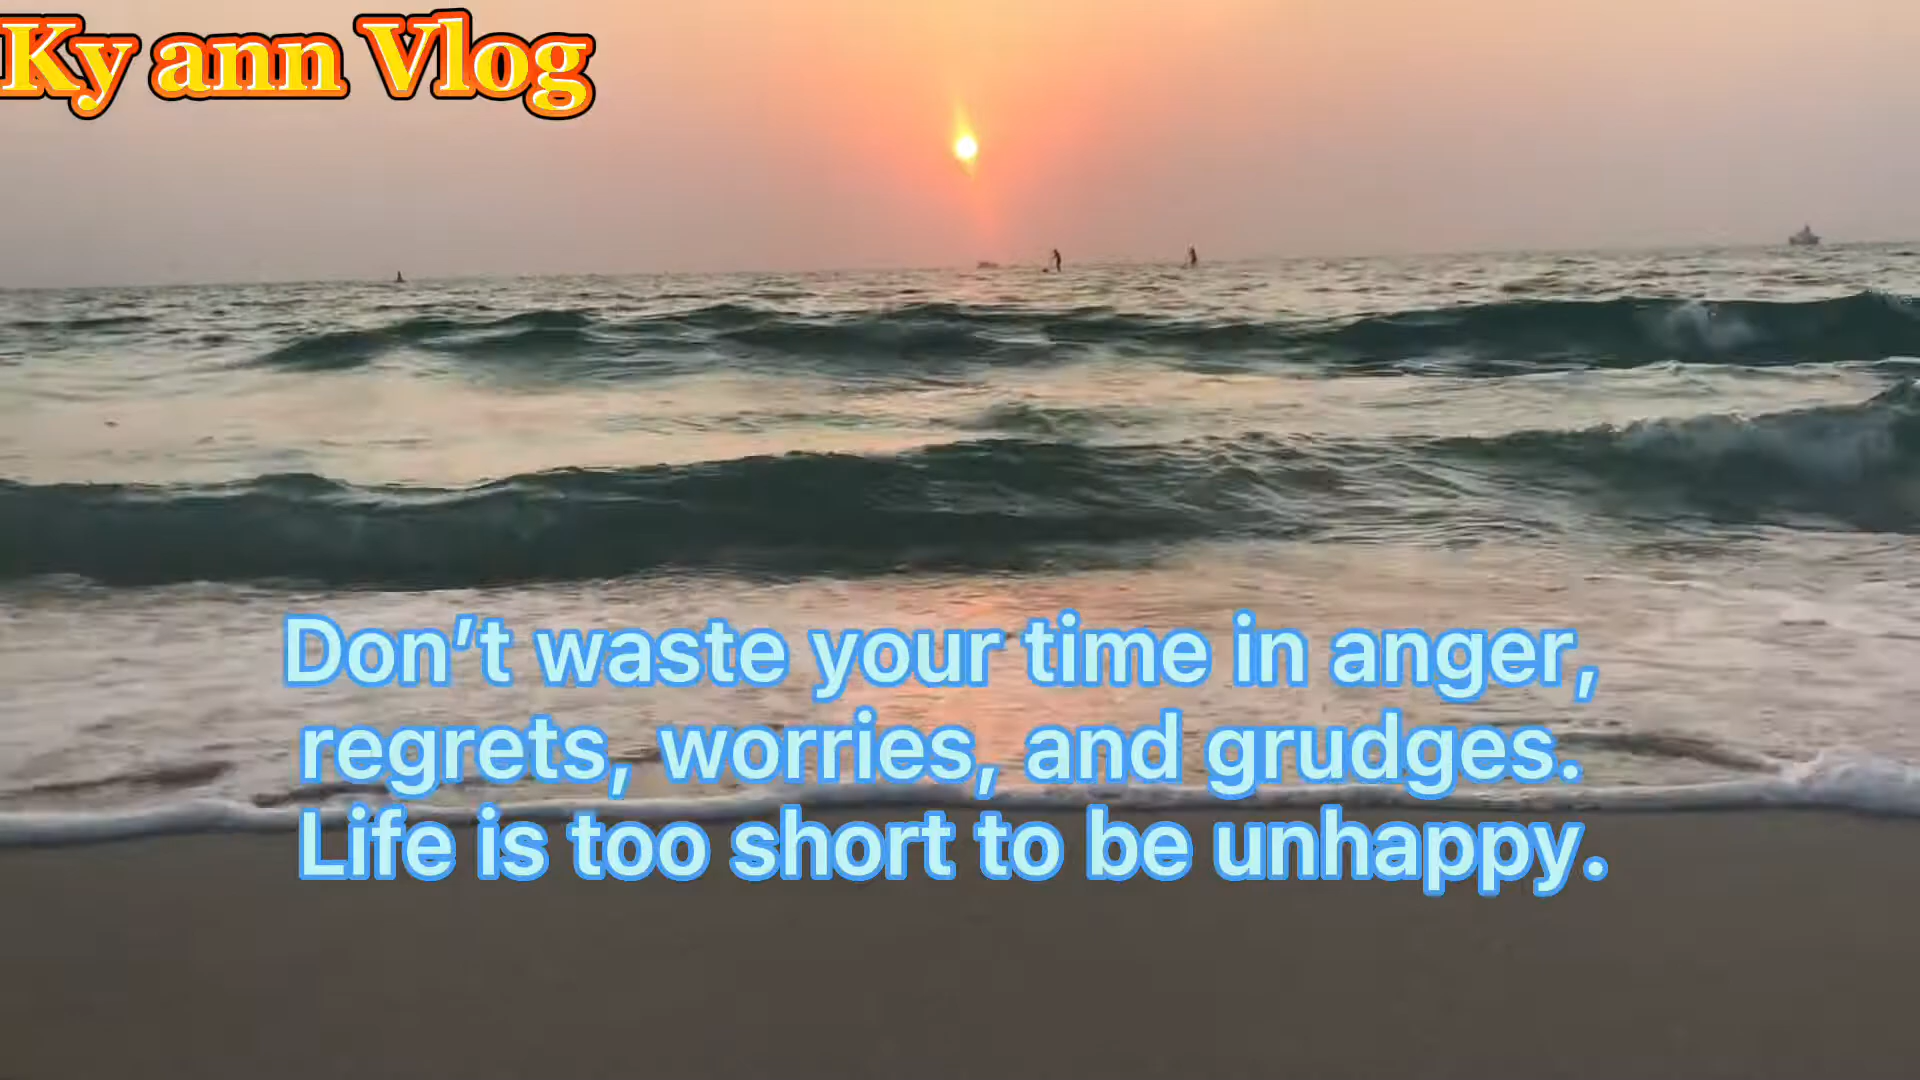 Ky ann Vlog
Don’t waste your time in anger,
regrets, worries, and grudges.
Life is too short to be unhappy.